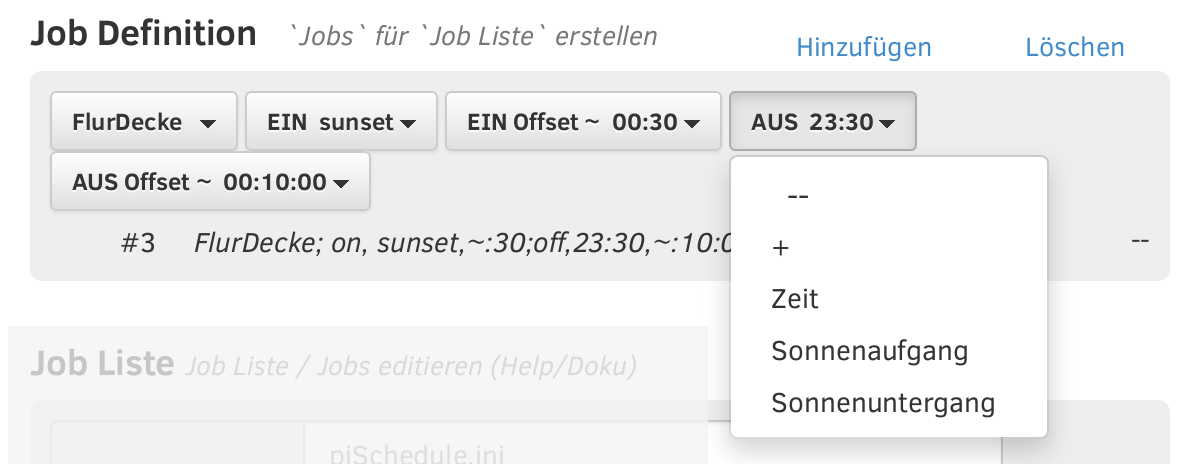 Job Definition `Jobs` für `Job Liste` erstellen Hinzufügen Löschen
FlurDecke EIN sunset EIN Offset ~ 00:30 AUS 23:30
AUS Offset ~ 00:10:00
--
+
Zeit
Sonnenaufgang
Sonnenuntergang
#3 FlurDecke; on, sunset,~:30;off,23:30,~:10:0 --
Job Liste Job Liste / Jobs editieren (Help/Doku)
piSchedule.ini